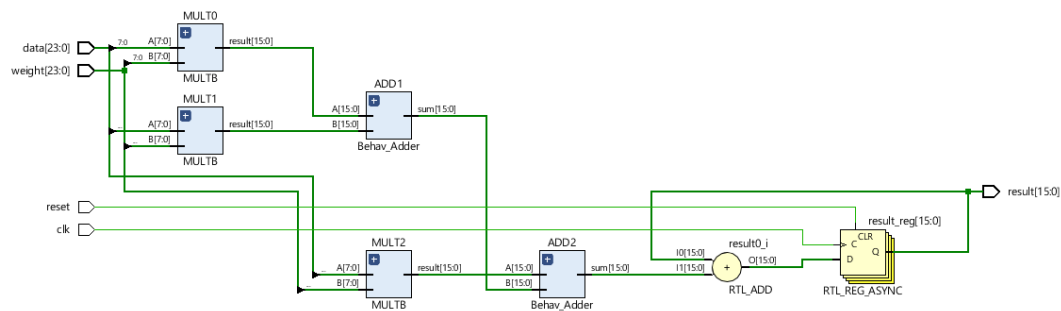 MULT0
data[23:0]
7:0
A[7:0]
result[15:0]
7:0
B[7:0]
weight[23:0]
MULTB
ADD1
MULT1
A[15:0]
sum[15:0]
...
A[7:0]
result[15:0]
B[15:0]
...
B[7:0]
Behav_Adder
MULTB
result[15:0]
reset
result_reg[15:0]
clk
CLR
C
Q
D
MULT2
ADD2
result0_i
I0[15:0]
...
A[7:0]
result[15:0]
A[15:0]
sum[15:0]
I1[15:0]
+
O[15:0]
...
B[7:0]
B[15:0]
RTL_ADD
RTL_REG_ASYNC
MULTB
Behav_Adder